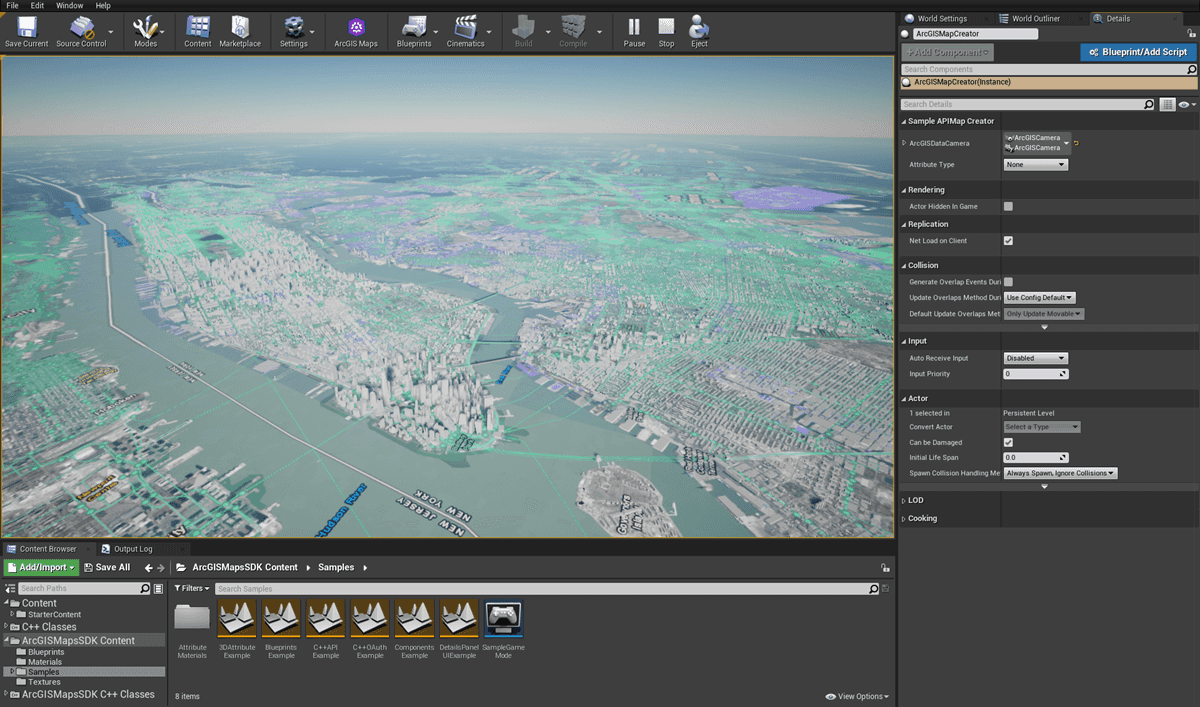 File Edit Window Help
Save Current Source Control Modes Content Marketplace Settings ArcGIS Maps Blueprints Cinematics Build Compile Pause Stop Eject
World Settings World Outliner Details
ArcGISMapCreator
+Add Component Blueprint/Add Script
Search Components
ArcGISMapCreator(Instance)
Search Details
Sample APIMap Creator
ArcGISDataCamera
ArcGISCamera
ArcGISCamera
Attribute Type None
Rendering
Actor Hidden In Game
Replication
Net Load on Client
Collision
Generate Overlap Events Duri
Update Overlaps Method Duri Use Config Default
Default Update Overlaps Met Only Update Movable
Input
Auto Receive Input Disabled
Input Priority 0
Actor
1 selected in Persistent Level
Convert Actor Select a Type
Can be Damaged
Initial Life Span 0.0
Spawn Collision Handling Me Always Spawn, Ignore Collisions
LOD
Cooking
NEW YORK
NEW JERSEY
Hudson River
Content Browser Output Log
Add/Import Save All ArcGISMapsSDK Content Samples
Search Paths Filters Search Samples
Content
StarterContent
C++ Classes
ArcGISMapsSDK Content
Blueprints
Materials
Samples
Textures
ArcGISMapsSDK C++ Classes
Attribute Materials
3DAttribute Example
Blueprints Example
C++API Example
C++OAuth Example
Components Example
DetailsPanel UIExample
SampleGame Mode
8 items View Options